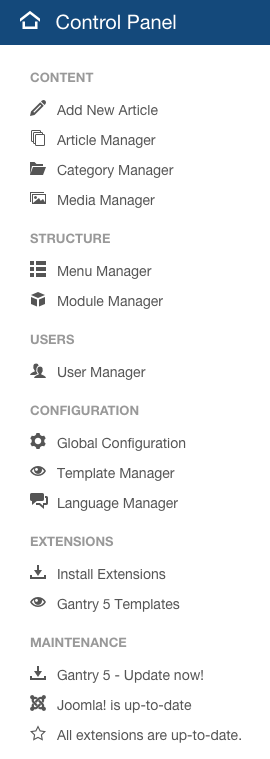 Control Panel
CONTENT
Add New Article
Article Manager
Category Manager
Media Manager
STRUCTURE
Menu Manager
Module Manager
USERS
User Manager
CONFIGURATION
Global Configuration
Template Manager
Language Manager
EXTENSIONS
Install Extensions
Gantry 5 Templates
MAINTENANCE
Gantry 5 - Update now!
Joomla! is up-to-date
All extensions are up-to-date.